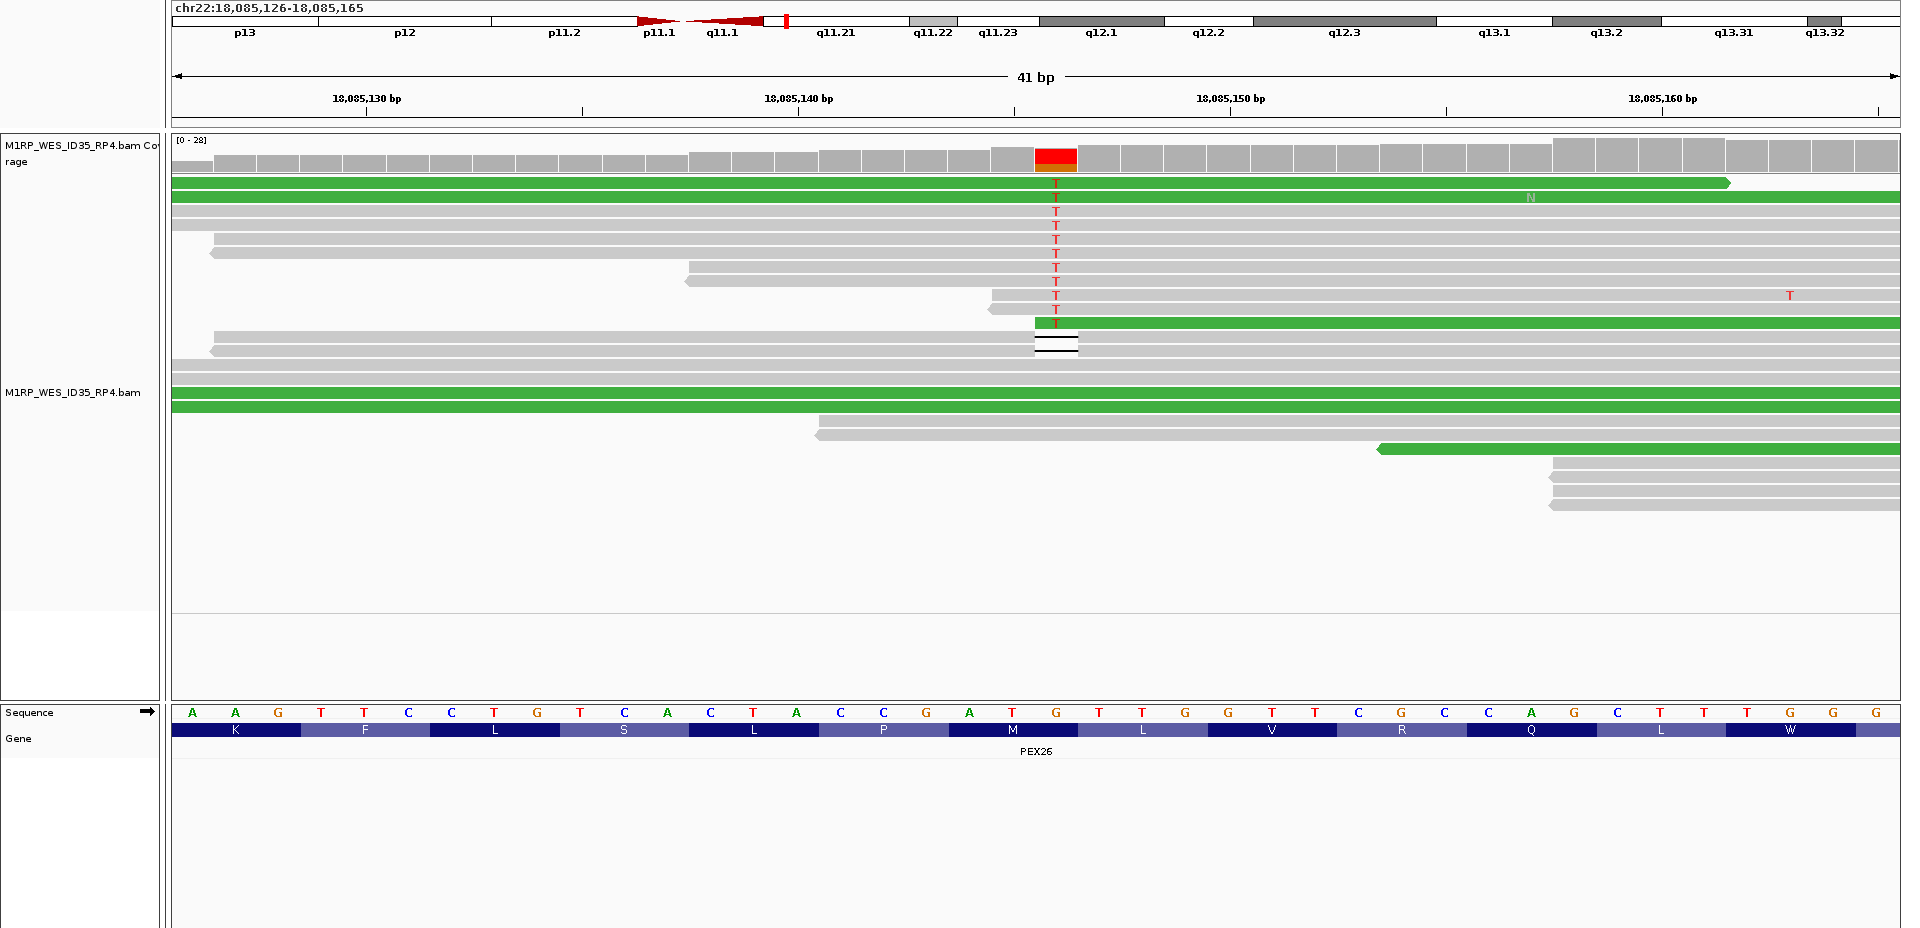 chr22:18,085,126-18,085,165
p13 p12 p11.2 p11.1 q11.1 q11.21 q11.22 q11.23 q12.1 q12.2 q12.3 q13.1 q13.2 q13.31 q13.32
41 bp
18,085,130 bp 18,085,140 bp 18,085,150 bp 18,085,160 bp
[0 - 28]
M1RP_WES_ID35_RP4.bam Co
rage
T
T N
T
T
T
T
T
T
T T
T
T
M1RP_WES_ID35_RP4.bam
Sequence A A G T T C C T G T C A C T A C C G A T G T T G G T T C G C C A G C T T T G G G
K F L S L P M L V R Q L W
Gene
PEX26